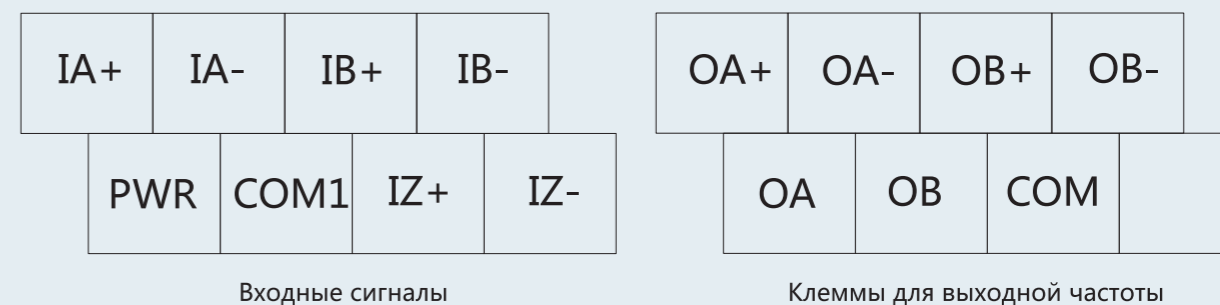 IA+ IA- IB+ IB-
PWR COM1 IZ+ IZ-
Входные сигналы
OA+ OA- OB+ OB-
OA OB COM
Клеммы для выходной частоты